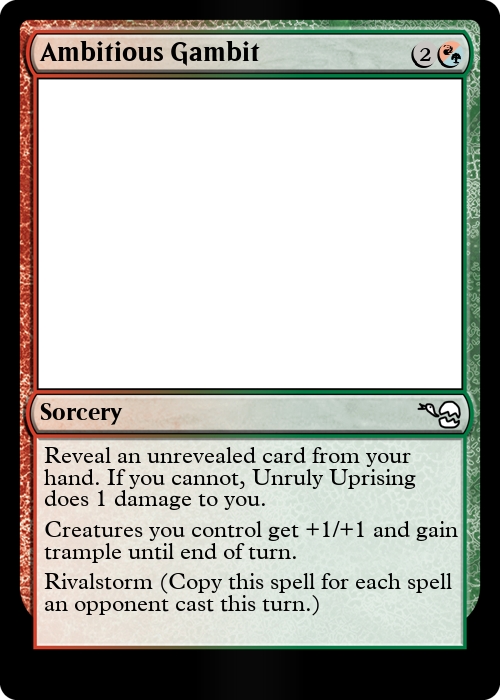 Ambitious Gambit 2
Sorcery
Reveal an unrevealed card from your
hand. If you cannot, Unruly Uprising
does 1 damage to you.
Creatures you control get +1/+1 and gain
trample until end of turn.
Rivalstorm (Copy this spell for each spell
an opponent cast this turn.)